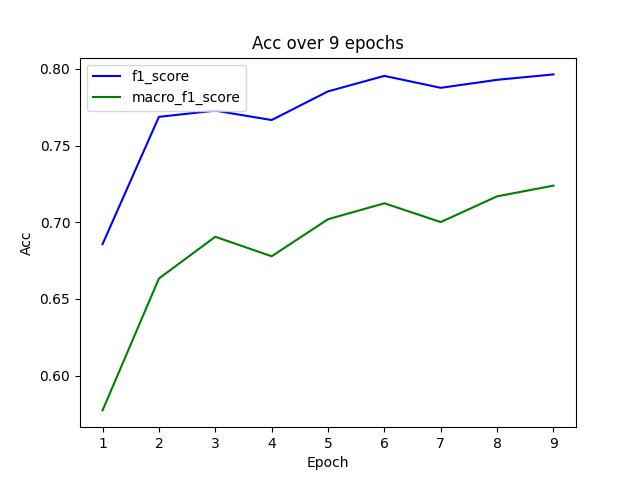 Acc over 9 epochs
f1_score
macro_f1_score
0.80
0.75
0.70
0.65
0.60
Acc
1 2 3 4 5 6 7 8 9
Epoch